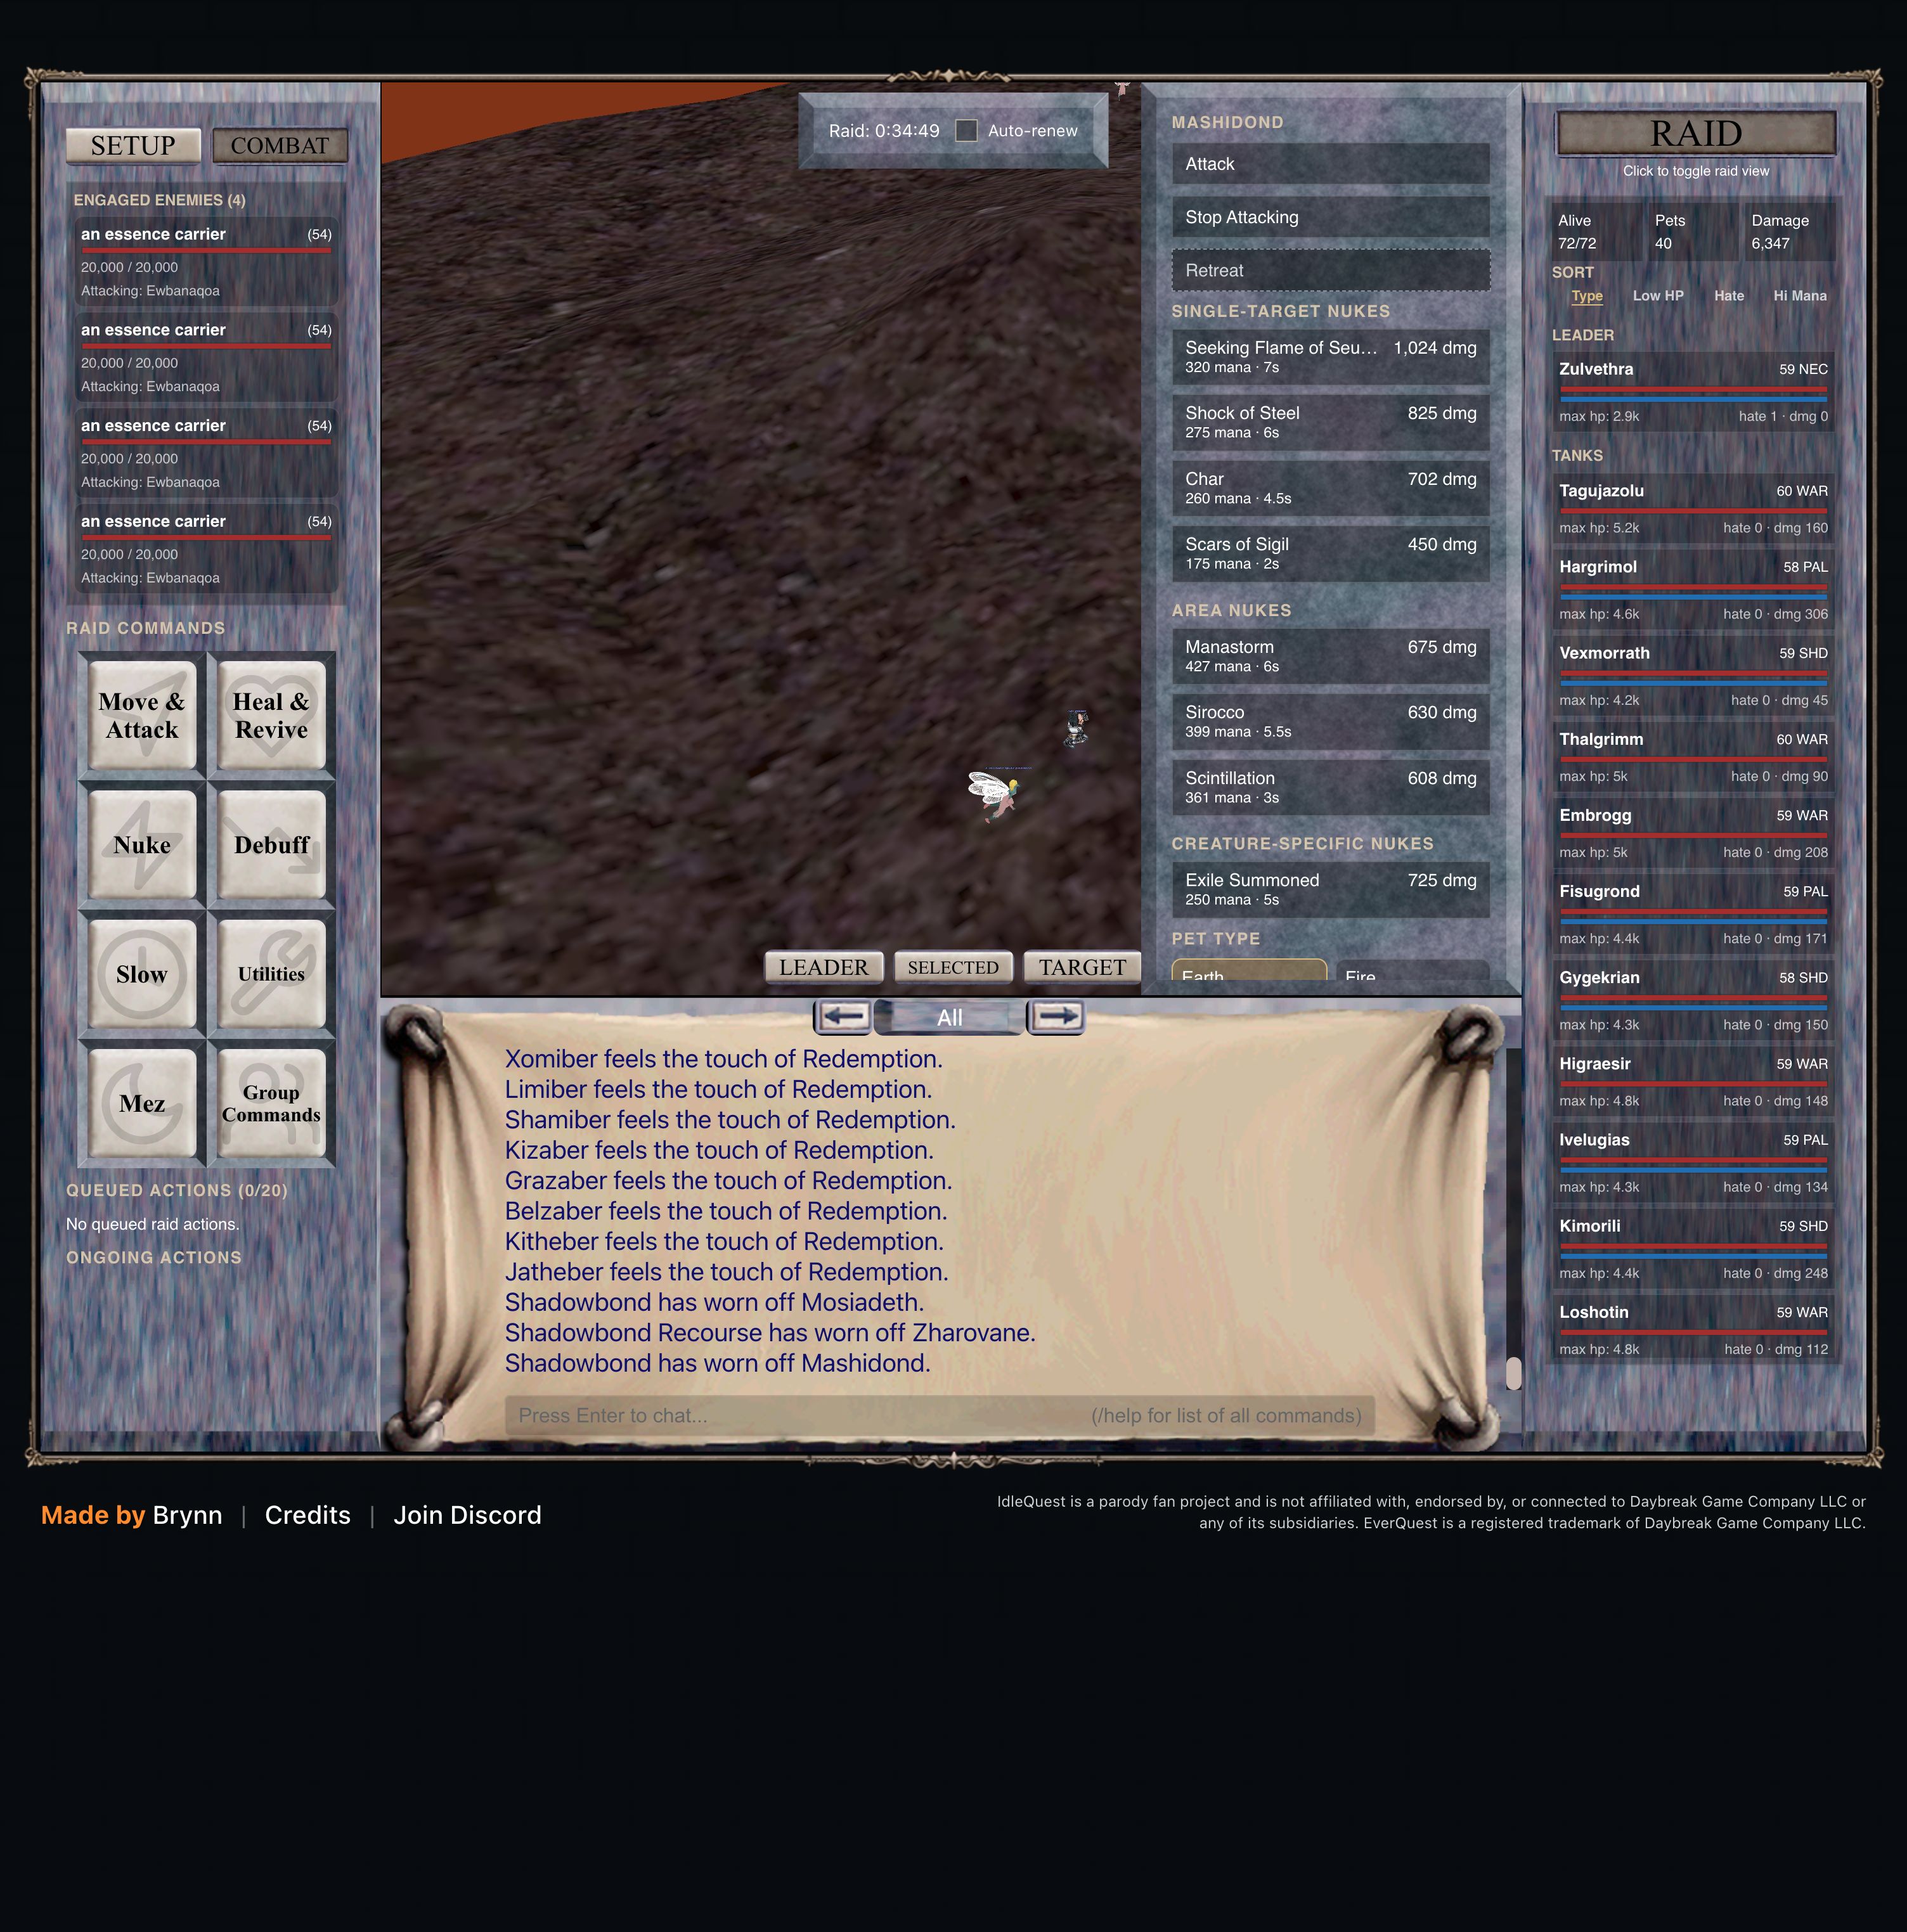 SETUP COMBAT
ENGAGED ENEMIES (4)
an essence carrier (54)
20,000 / 20,000
Attacking: Ewbanaqoa
an essence carrier (54)
20,000 / 20,000
Attacking: Ewbanaqoa
an essence carrier (54)
20,000 / 20,000
Attacking: Ewbanaqoa
an essence carrier (54)
20,000 / 20,000
Attacking: Ewbanaqoa
RAID COMMANDS
Move &
Attack
Heal &
Revive
Nuke
Debuff
Slow
Utilities
Mez
Group
Commands
QUEUED ACTIONS (0/20)
No queued raid actions.
ONGOING ACTIONS
Raid: 0:34:49 Auto-renew
LEADER SELECTED TARGET
MASHIDOND
Attack
Stop Attacking
Retreat
SINGLE-TARGET NUKES
Seeking Flame of Seu... 1,024 dmg
320 mana · 7s
Shock of Steel 825 dmg
275 mana · 6s
Char 702 dmg
260 mana · 4.5s
Scars of Sigil 450 dmg
175 mana · 2s
AREA NUKES
Manastorm 675 dmg
427 mana · 6s
Sirocco 630 dmg
399 mana · 5.5s
Scintillation 608 dmg
361 mana · 3s
CREATURE-SPECIFIC NUKES
Exile Summoned 725 dmg
250 mana · 5s
PET TYPE
Earth Fire
All
Xomiber feels the touch of Redemption.
Limiber feels the touch of Redemption.
Shamiber feels the touch of Redemption.
Kizaber feels the touch of Redemption.
Grazaber feels the touch of Redemption.
Belzaber feels the touch of Redemption.
Kitheber feels the touch of Redemption.
Jatheber feels the touch of Redemption.
Shadowbond has worn off Mosiadeth.
Shadowbond Recourse has worn off Zharovane.
Shadowbond has worn off Mashidond.
Press Enter to chat... (/help for list of all commands)
RAID
Click to toggle raid view
Alive Pets Damage
72/72 40 6,347
SORT
Type Low HP Hate Hi Mana
LEADER
Zulvethra 59 NEC
max hp: 2.9k hate 1 · dmg 0
TANKS
Tagujazolu 60 WAR
max hp: 5.2k hate 0 · dmg 160
Hargrimol 58 PAL
max hp: 4.6k hate 0 · dmg 306
Vexmorrath 59 SHD
max hp: 4.2k hate 0 · dmg 45
Thalgrimm 60 WAR
max hp: 5k hate 0 · dmg 90
Embrogg 59 WAR
max hp: 5k hate 0 · dmg 208
Fisugrond 59 PAL
max hp: 4.4k hate 0 · dmg 171
Gygekrian 58 SHD
max hp: 4.3k hate 0 · dmg 150
Higraesir 59 WAR
max hp: 4.8k hate 0 · dmg 148
Ivelugias 59 PAL
max hp: 4.3k hate 0 · dmg 134
Kimorili 59 SHD
max hp: 4.4k hate 0 · dmg 248
Loshotin 59 WAR
max hp: 4.8k hate 0 · dmg 112
Made by Brynn | Credits | Join Discord
IdleQuest is a parody fan project and is not affiliated with, endorsed by, or connected to Daybreak Game Company LLC or
any of its subsidiaries. EverQuest is a registered trademark of Daybreak Game Company LLC.